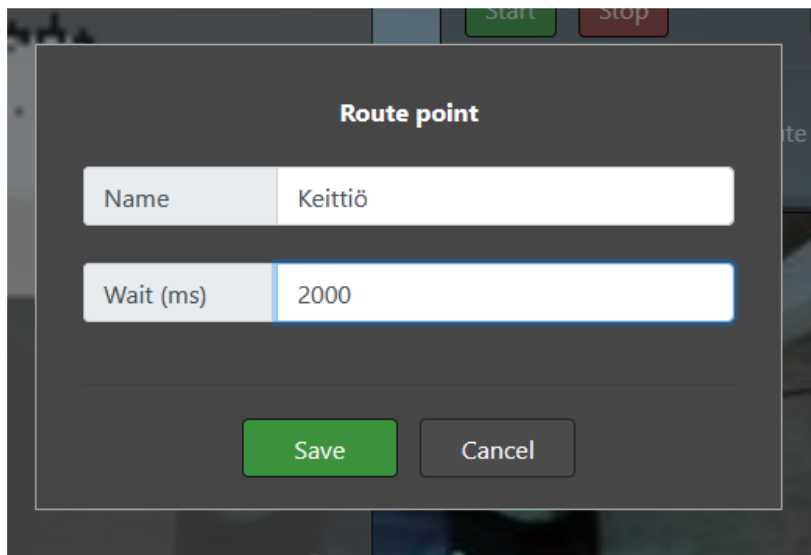 Start Stop
Route point
Name Keittiö
Wait (ms) 2000
Save Cancel